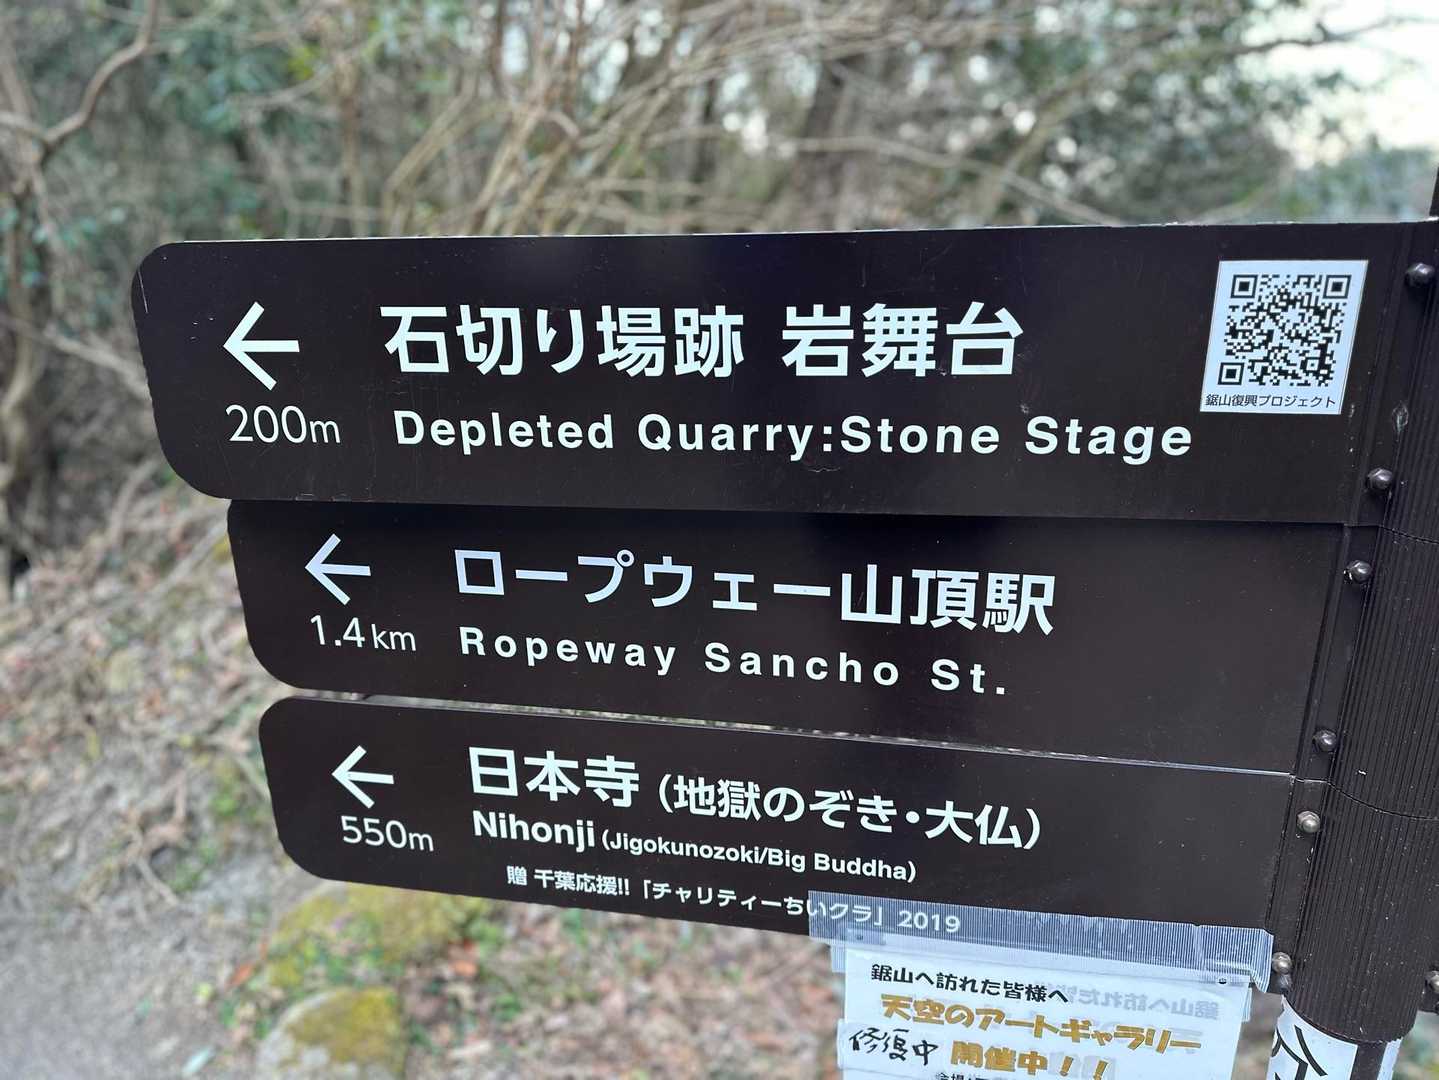 石切り場跡 岩舞台
200m
Depleted Quarry:Stone Stage
鋸山復興プロジェクト
ロープウェー山頂駅
1.4km
Ropeway Sancho St.
日本寺(地獄のぞき・大仏)
550m
Nihonji (Jigokunozoki/Big Buddha)
贈 千葉応援!!「チャリティーちいクラ」2019
鋸山へ訪れた皆様へ
天空のアートギャラリー
修復中 開催中!!